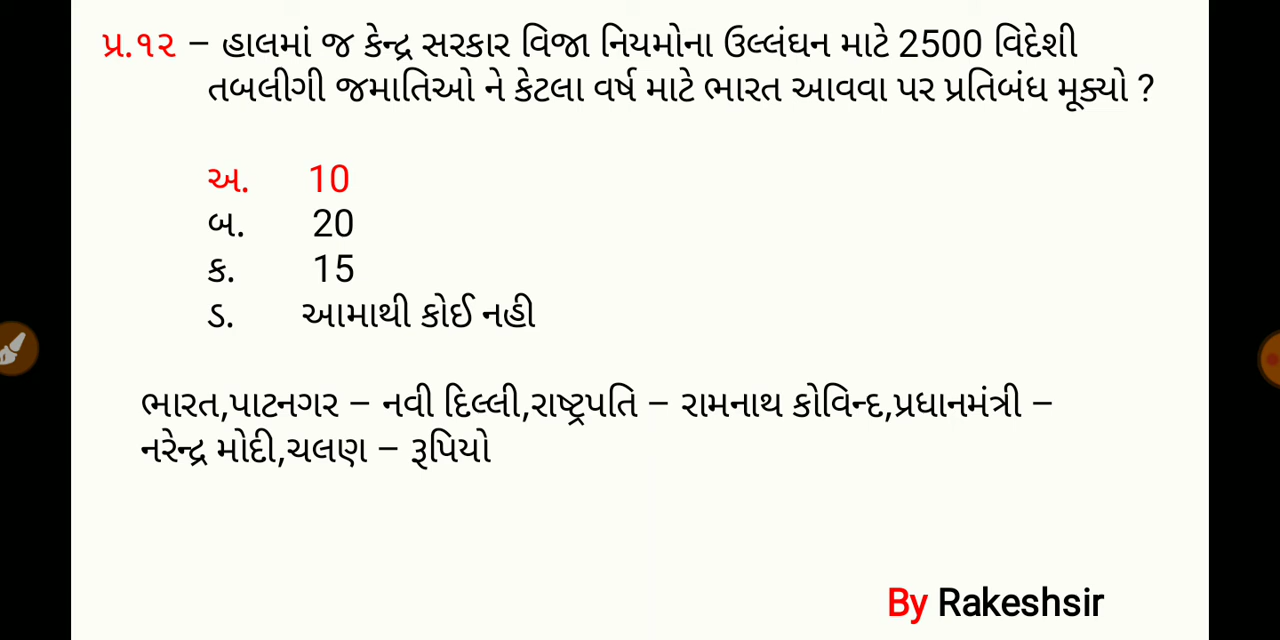 પ્ર.૧૨ – હાલમાં જ કેન્દ્ર સરકાર વિજા નિયમોના ઉલ્લંઘન માટે 2500 વિદેશી
તબલીગી જમાતિઓ ને કેટલા વર્ષ માટે ભારત આવવા પર પ્રતિબંધ મૂક્યો ?
અ. 10
બ. 20
ક. 15
ડ. આમાથી કોઈ નહી
ભારત,પાટનગર – નવી દિલ્લી,રાષ્ટ્રપતિ – રામનાથ કોવિન્દ,પ્રધાનમંત્રી –
નરેન્દ્ર મોદી,ચલણ – રૂપિયો
By Rakeshsir